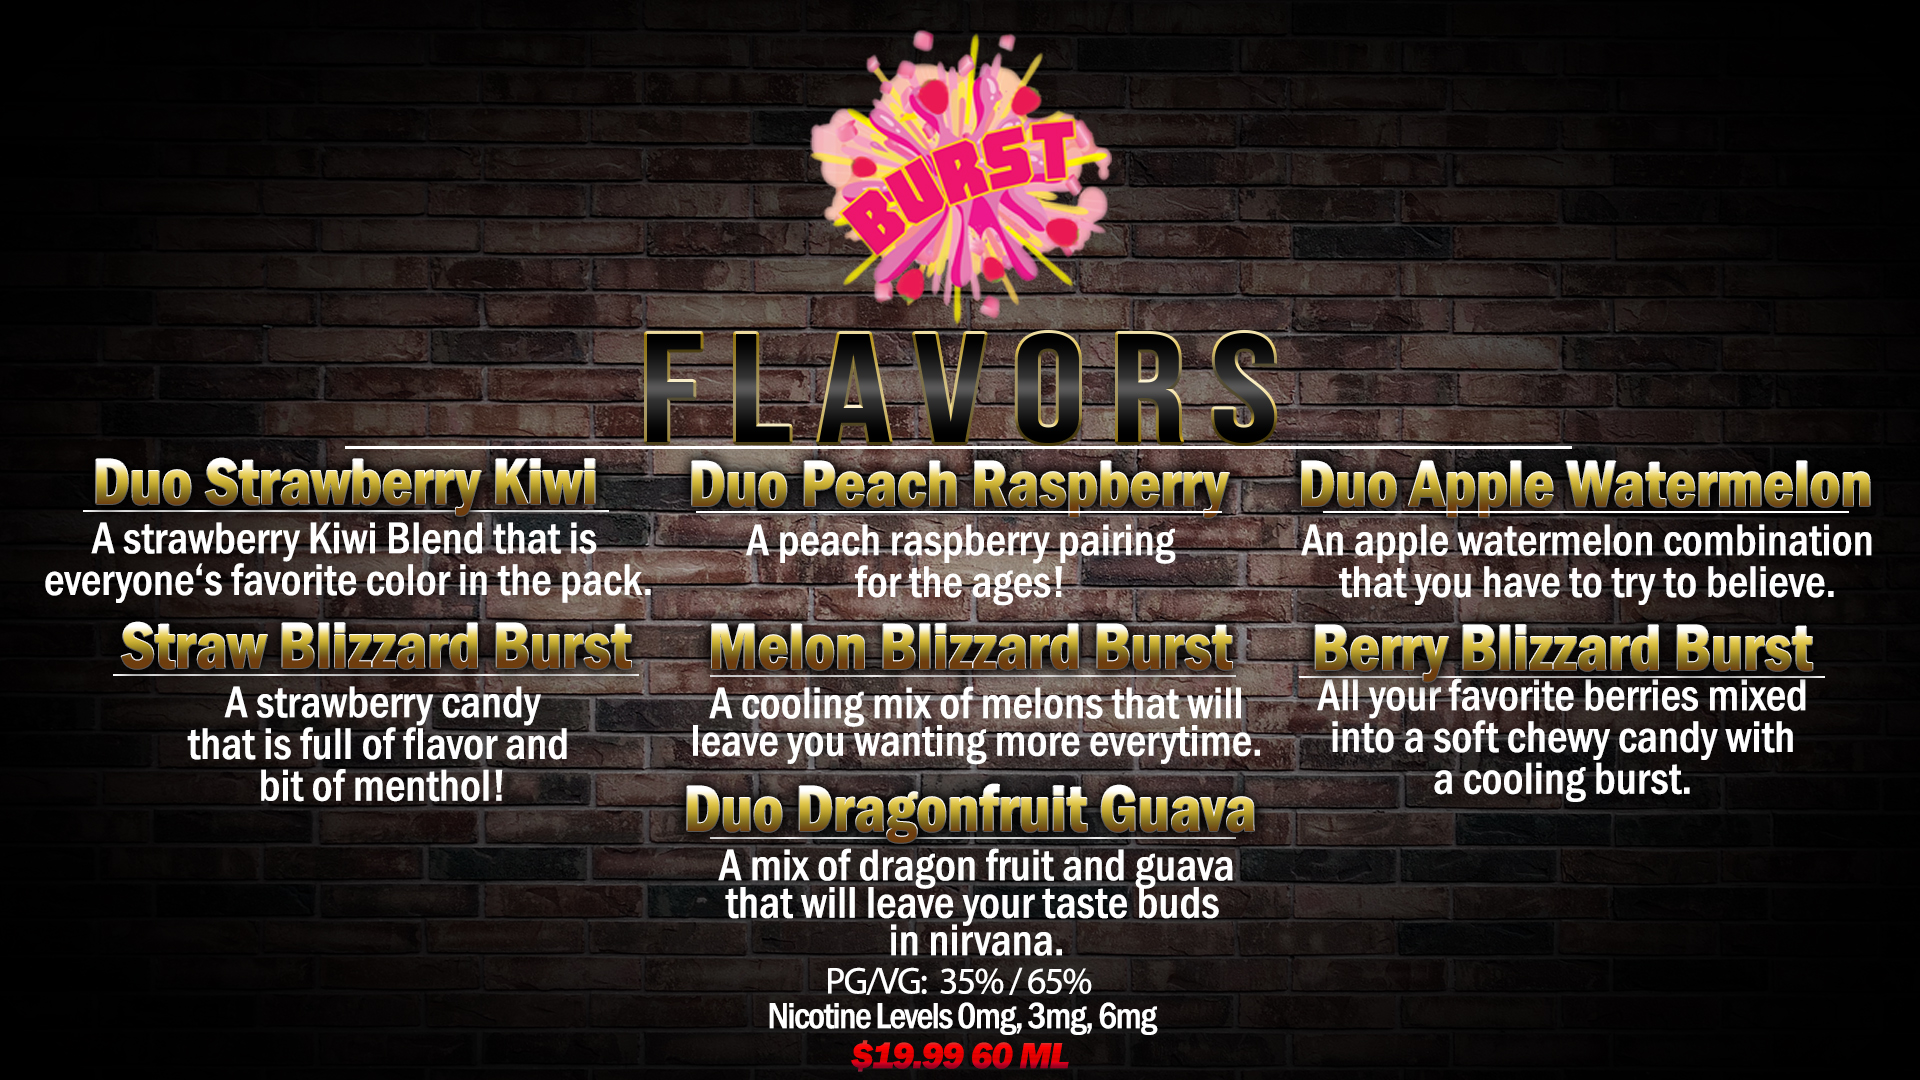 BURST
FLAVORS
Duo Strawberry Kiwi
A strawberry Kiwi Blend that is
everyone‘s favorite color in the pack.
Duo Peach Raspberry
A peach raspberry pairing
for the ages!
Duo Apple Watermelon
An apple watermelon combination
that you have to try to believe.
Straw Blizzard Burst
A strawberry candy
that is full of flavor and
bit of menthol!
Melon Blizzard Burst
A cooling mix of melons that will
leave you wanting more everytime.
Berry Blizzard Burst
All your favorite berries mixed
into a soft chewy candy with
a cooling burst.
Duo Dragonfruit Guava
A mix of dragon fruit and guava
that will leave your taste buds
in nirvana.
PG/VG: 35% / 65%
Nicotine Levels 0mg, 3mg, 6mg
$19.99 60 ML